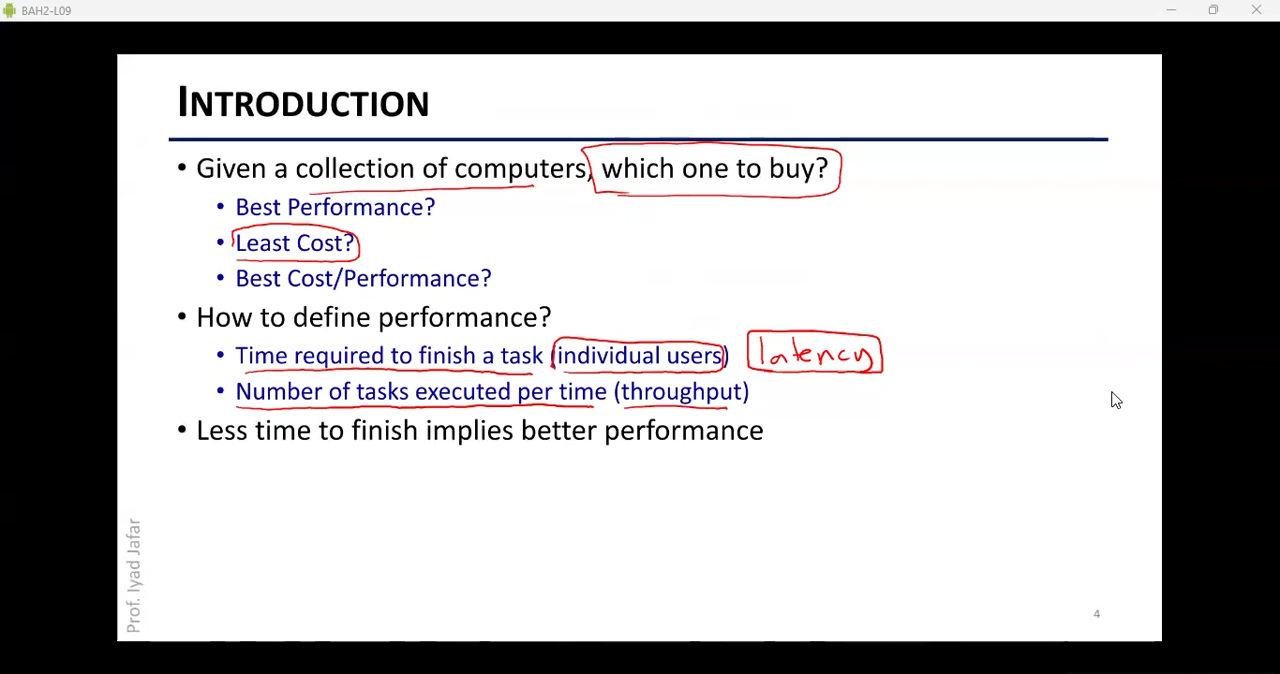 BAH2-L09
INTRODUCTION
• Given a collection of computers, which one to buy?
• Best Performance?
• Least Cost?
• Best Cost/Performance?
• How to define performance?
• Time required to finish a task (individual users) latency
• Number of tasks executed per time (throughput)
• Less time to finish implies better performance
Prof. Iyad Jafar
4